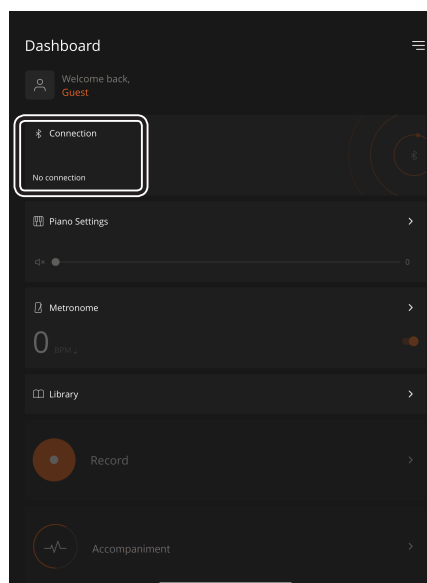 Dashboard
Welcome back,
Guest
Connection
No connection
Piano Settings
0
Metronome
0 BPM
Library
Record
Accompaniment